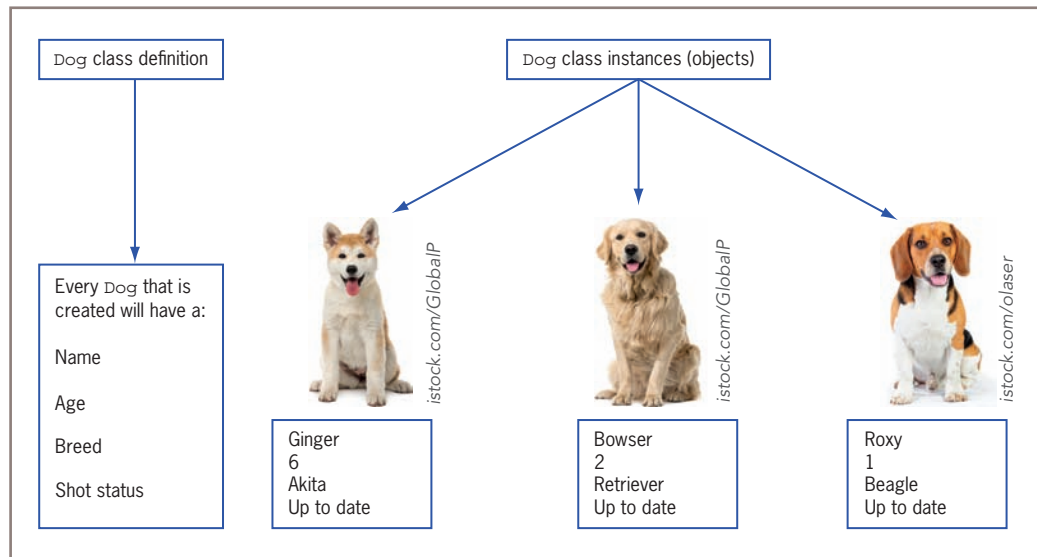 Dog class definition
Dog class instances (objects)
Every Dog that is
created will have a:
Name
Age
Breed
Shot status
istock.com/GlobalP
Ginger
6
Akita
Up to date
istock.com/GlobalP
Bowser
2
Retriever
Up to date
istock.com/olaser
Roxy
1
Beagle
Up to date